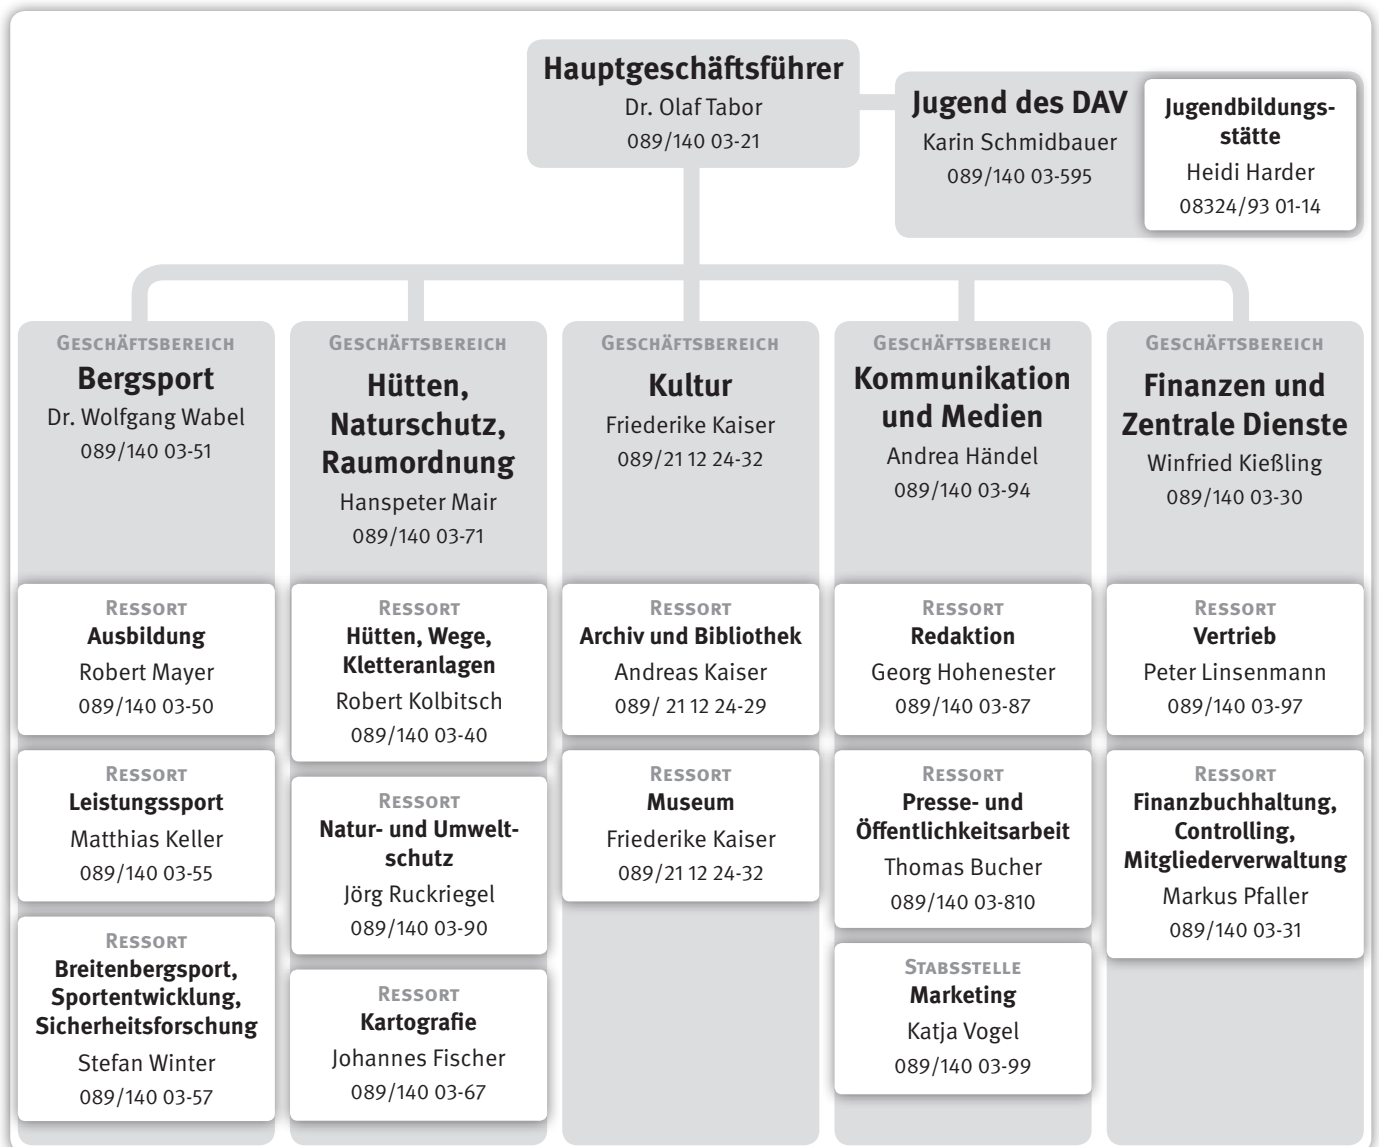 Hauptgeschäftsführer
Dr. Olaf Tabor
089/140 03-21
Jugend des DAV
Karin Schmidbauer
089/140 03-595
Jugendbildungs-
stätte
Heidi Harder
08324/93 01-14
Geschäftsbereich
Bergsport
Dr. Wolfgang Wabel
089/140 03-51
Ressort
Ausbildung
Robert Mayer
089/140 03-50
Ressort
Leistungssport
Matthias Keller
089/140 03-55
Ressort
Breitenbergsport,
Sportentwicklung,
Sicherheitsforschung
Stefan Winter
089/140 03-57
Geschäftsbereich
Hütten,
Naturschutz,
Raumordnung
Hanspeter Mair
089/140 03-71
Ressort
Hütten, Wege,
Kletteranlagen
Robert Kolbitsch
089/140 03-40
Ressort
Natur- und Umwelt-
schutz
Jörg Ruckriegel
089/140 03-90
Ressort
Kartografie
Johannes Fischer
089/140 03-67
Geschäftsbereich
Kultur
Friederike Kaiser
089/21 12 24-32
Ressort
Archiv und Bibliothek
Andreas Kaiser
089/ 21 12 24-29
Ressort
Museum
Friederike Kaiser
089/21 12 24-32
Geschäftsbereich
Kommunikation
und Medien
Andrea Händel
089/140 03-94
Ressort
Redaktion
Georg Hohenester
089/140 03-87
Ressort
Presse- und
Öffentlichkeitsarbeit
Thomas Bucher
089/140 03-810
Stabsstelle
Marketing
Katja Vogel
089/140 03-99
Geschäftsbereich
Finanzen und
Zentrale Dienste
Winfried Kießling
089/140 03-30
Ressort
Vertrieb
Peter Linsenmann
089/140 03-97
Ressort
Finanzbuchhaltung,
Controlling,
Mitgliederverwaltung
Markus Pfaller
089/140 03-31